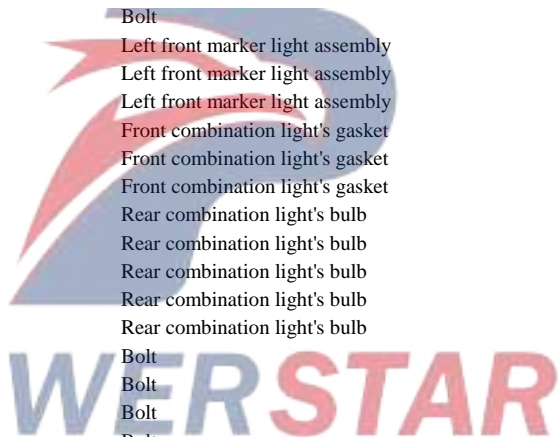 Bolt
Left front marker light assembly
Left front marker light assembly
Left front marker light assembly
Front combination light's gasket
Front combination light's gasket
Front combination light's gasket
Rear combination light's bulb
Rear combination light's bulb
Rear combination light's bulb
Rear combination light's bulb
Rear combination light's bulb
Bolt
Bolt
Bolt
Bolt
WERSTAR